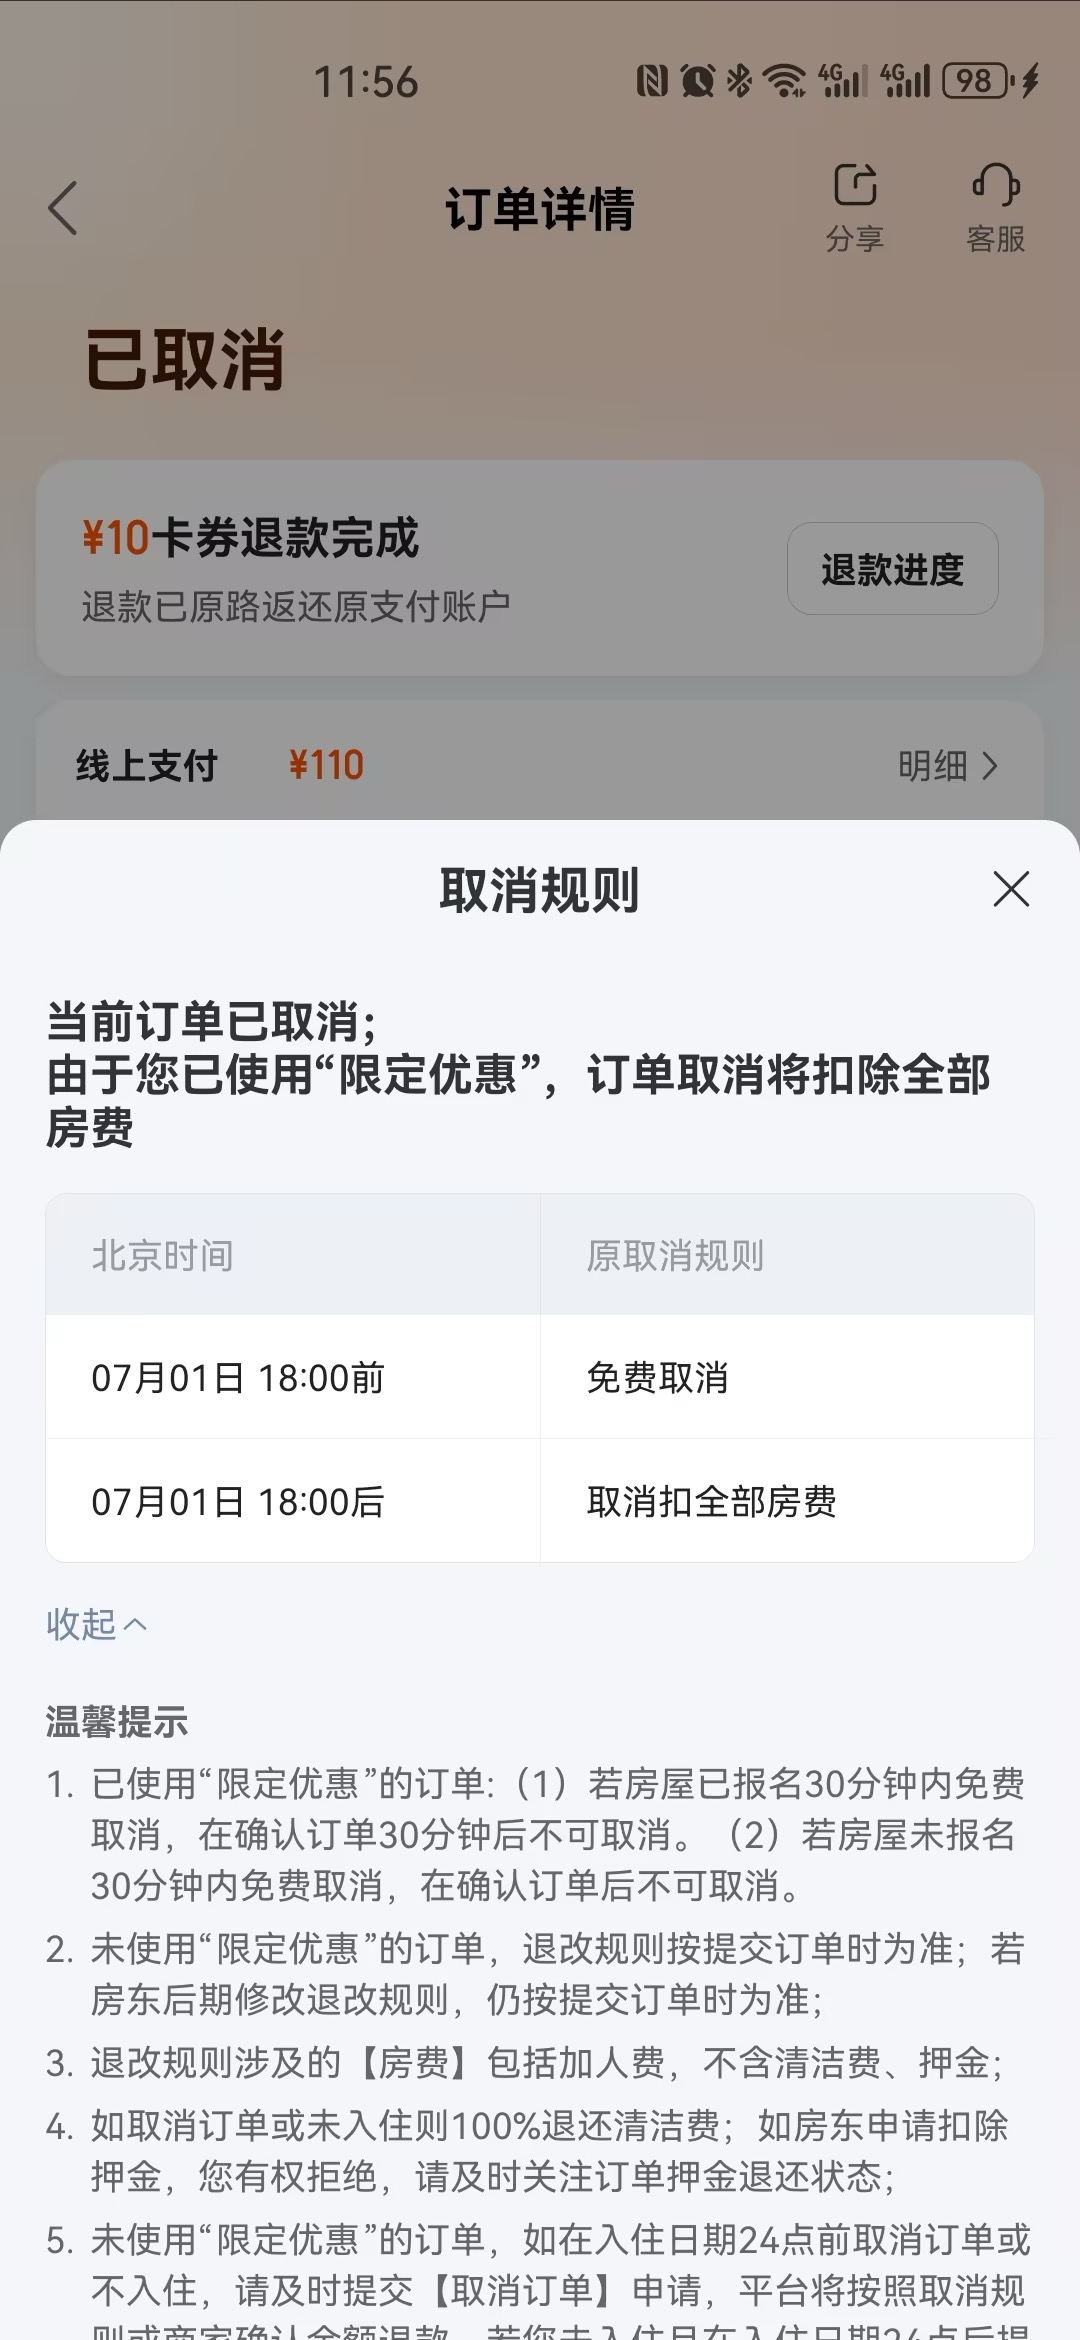 11:56
4G
4G
98
订单详情
分享
客服
已取消
¥10卡券退款完成
退款已原路返还原支付账户
退款进度
线上支付 ¥110
明细
取消规则
当前订单已取消;
由于您已使用“限定优惠”，订单取消将扣除全部
房费
北京时间 原取消规则
07月01日 18:00前 免费取消
07月01日 18:00后 取消扣全部房费
收起
温馨提示
1. 已使用“限定优惠”的订单:（1）若房屋已报名30分钟内免费
取消，在确认订单30分钟后不可取消。（2）若房屋未报名
30分钟内免费取消，在确认订单后不可取消。
2. 未使用“限定优惠”的订单，退改规则按提交订单时为准；若
房东后期修改退改规则，仍按提交订单时为准；
3. 退改规则涉及的【房费】包括加人费，不含清洁费、押金；
4. 如取消订单或未入住则100%退还清洁费；如房东申请扣除
押金，您有权拒绝，请及时关注订单押金退还状态；
5. 未使用“限定优惠”的订单，如在入住日期24点前取消订单或
不入住，请及时提交【取消订单】申请，平台将按照取消规
则或商家确认金额退款。若您未入住且在入住日期24点后提